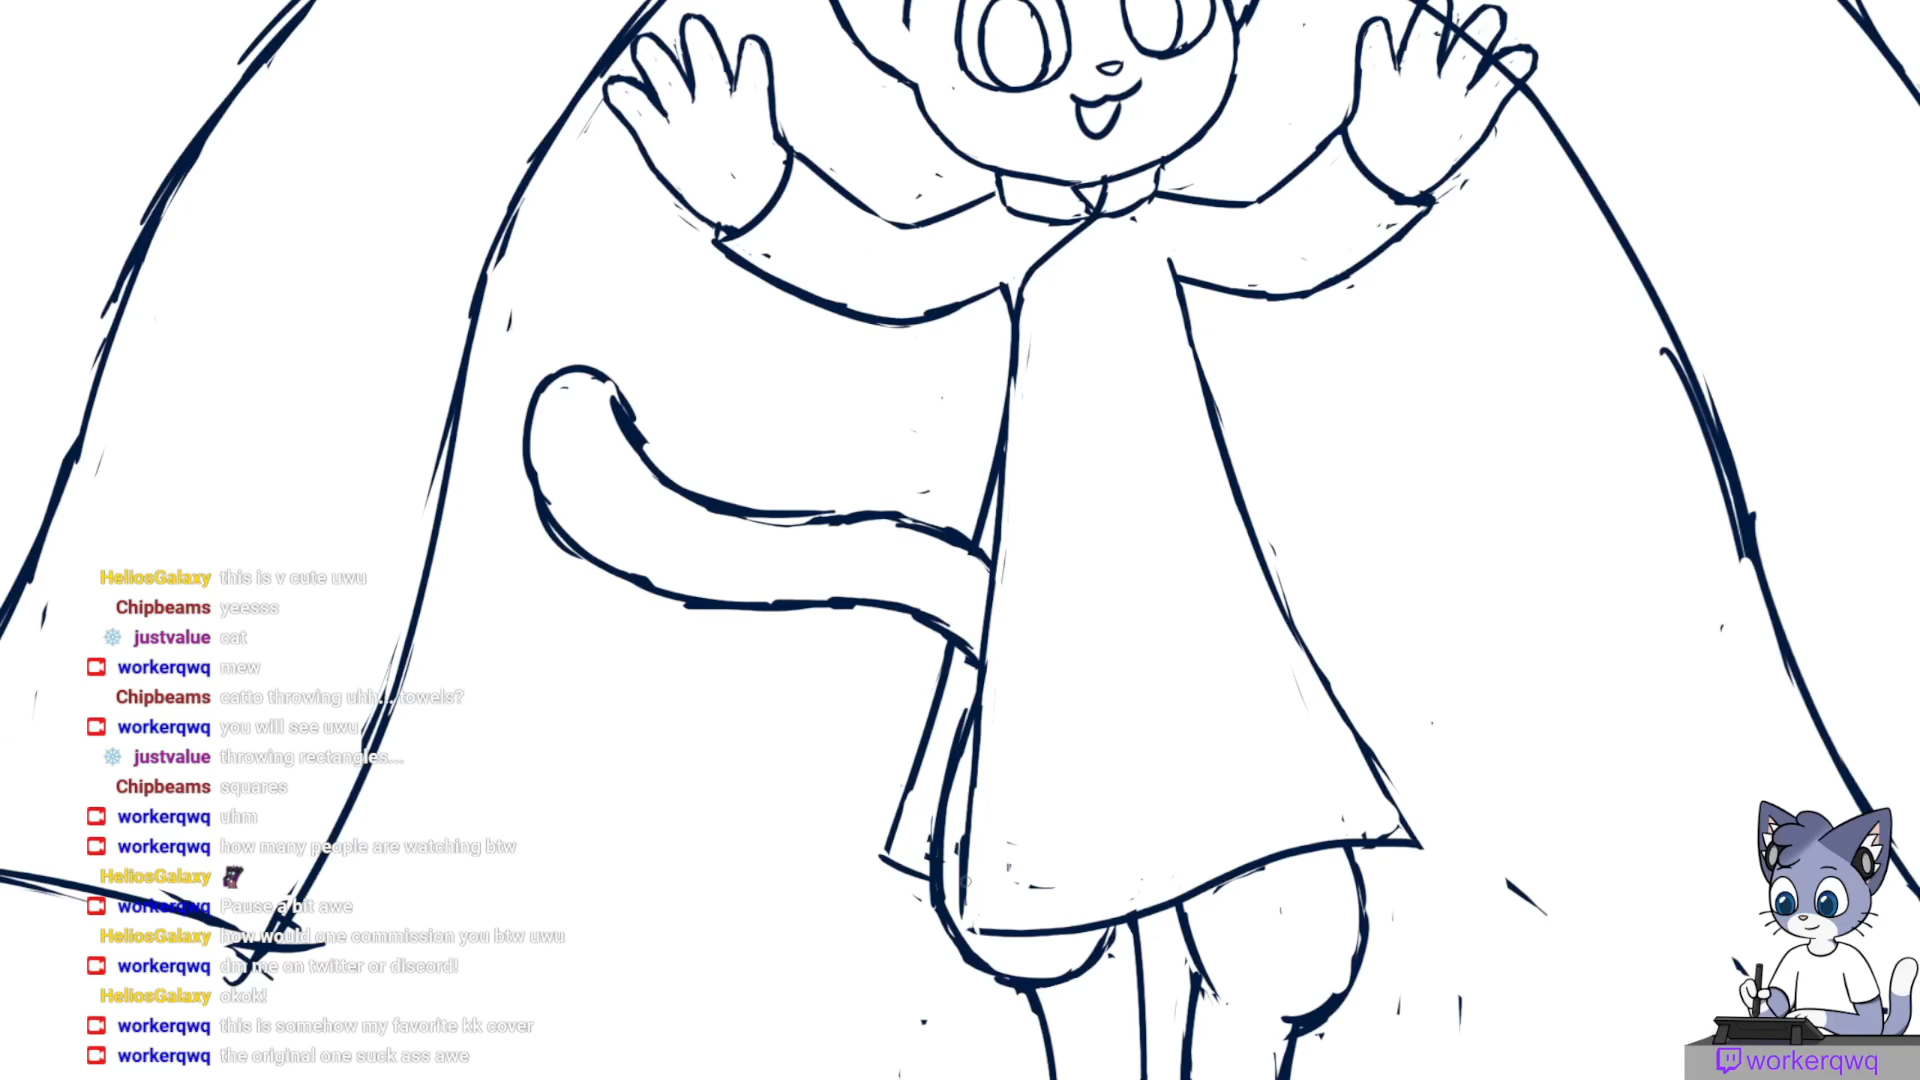 HeliosGalaxy this is v cute uwu
Chipbeams yeesss
justvalue cat
workerqwq mew
Chipbeams catto throwing uhh... towels?
workerqwq you will see uwu
justvalue throwing rectangles...
Chipbeams squares
workerqwq uhm
workerqwq how many people are watching btw
HeliosGalaxy
workerqwq Pause a bit awe
HeliosGalaxy how would one commission you btw uwu
workerqwq dm me on twitter or discord!
HeliosGalaxy okok!
workerqwq this is somehow my favorite kk cover
workerqwq the original one suck ass awe
workerqwq